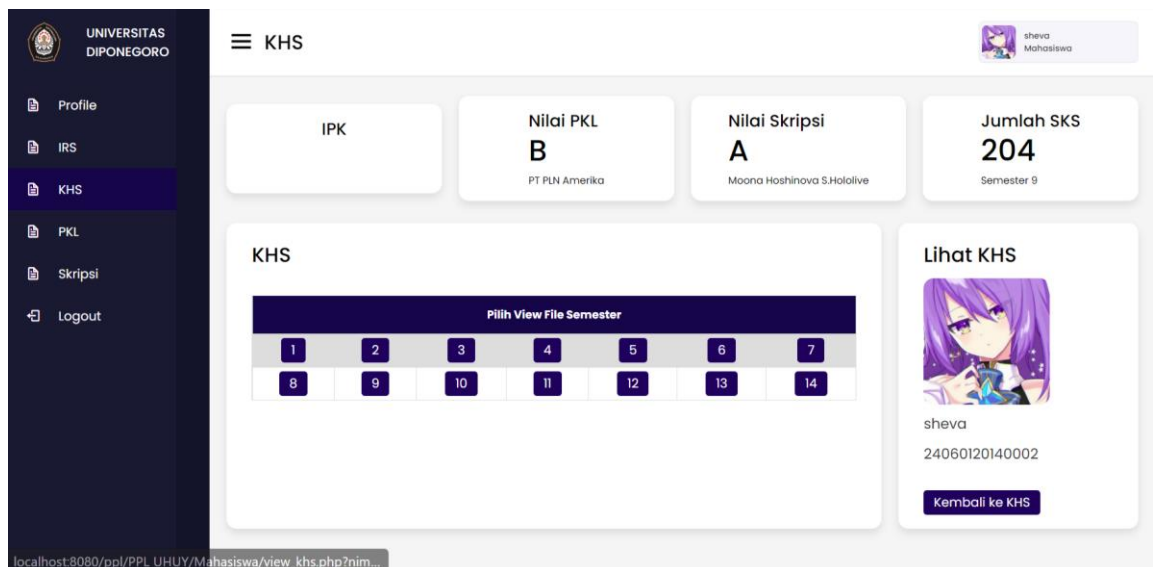 UNIVERSITAS
DIPONEGORO
KHS
sheva
Mahasiswa
Profile
IRS
KHS
PKL
Skripsi
Logout
IPK
Nilai PKL
B
PT PLN Amerika
Nilai Skripsi
A
Moona Hoshinova S.Hololive
Jumlah SKS
204
Semester 9
KHS
Pilih View File Semester
1 2 3 4 5 6 7
8 9 10 11 12 13 14
Lihat KHS
sheva
24060120140002
Kembali ke KHS
localhost:8080/ppl/PPL_UHUY/Mahasiswa/view_khs.php?nim...